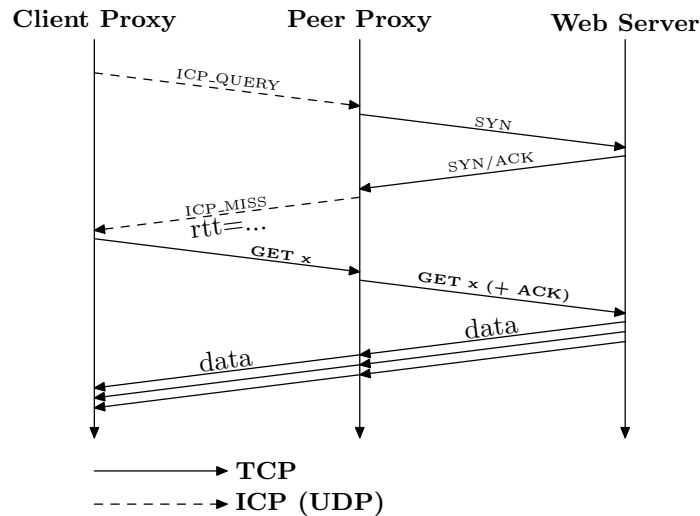 Client Proxy
Peer Proxy
Web Server
ICP_QUERY
SYN
SYN/ACK
ICP_MISS
rtt=...
GET x
GET x (+ ACK)
data
data
TCP
ICP (UDP)